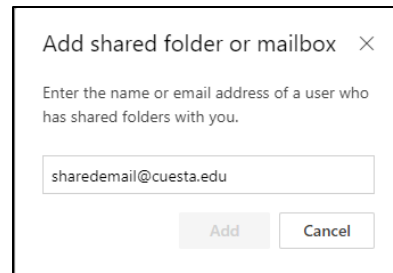 Add shared folder or mailbox
Enter the name or email address of a user who
has shared folders with you.
sharedemail@cuesta.edu
Add Cancel